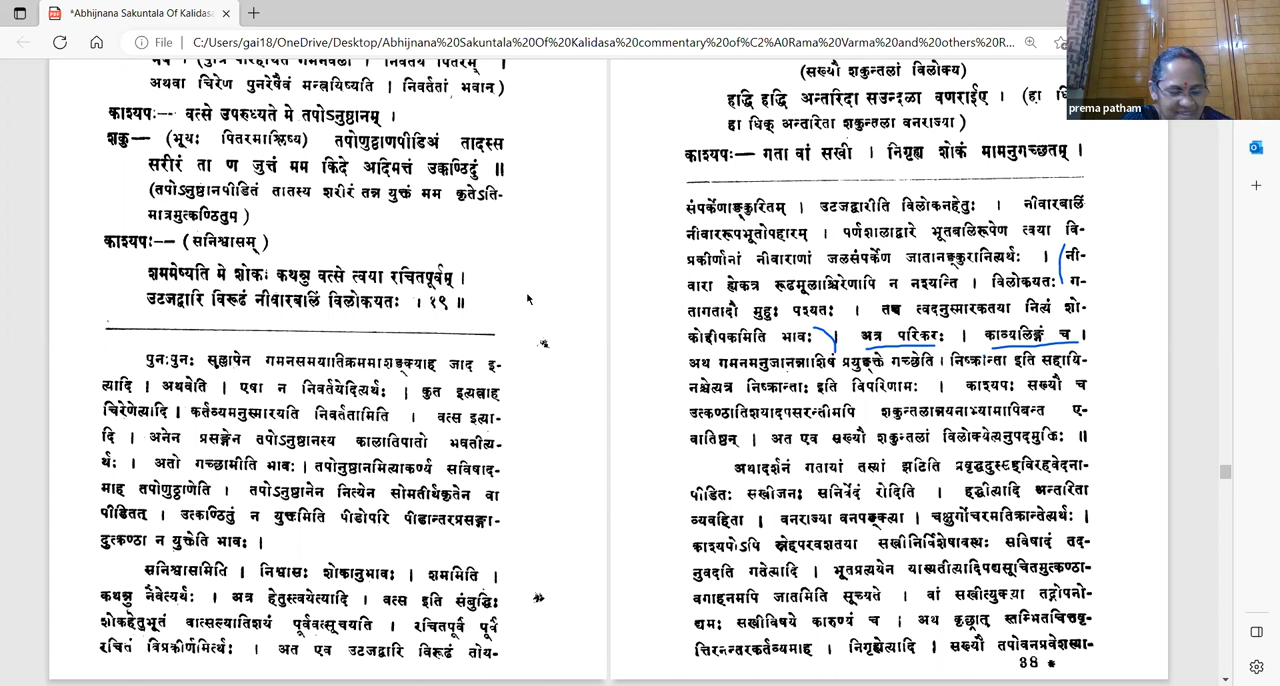 *Abhijnana Sakuntala Of Kalidasa
File
C:/Users/gai18/OneDrive/Desktop/Abhijnana%20Sakuntala%20Of%20Kalidasa%20commentary%20of%C2%A0Rama%20Varma%20and%20others%20R...
prema patham
अथवा चिरेण पुनरेषैवं मन्त्रयिष्यति । निवर्ततां भवान्)
काश्यपः-- वत्से उपरुध्यते मे तपोऽनुष्ठानम् ।
शकु— (भूयः पितरमाश्लिष्य) तपोणुट्ठाणपीडिअं तादस्स
सरीरं ता ण जुत्तं मम किदे अदिमत्तं उक्कण्ठिदुं ॥
(तपोऽनुष्ठानपीडितं तातस्य शरीरं तन्न युक्तं मम कृतेऽति-
मात्रमुत्कण्ठितुम्)
काश्यपः-- (सनिश्वासम्)
शममेष्यति मे शोकः कथन्नु वत्से त्वया रचितपूर्वम् ।
उटजद्वारि विरूढं नीवारबलिं विलोकयतः । १९ ॥
पुनःपुनः सुल्लापेन गमनसमयातिक्रममाशङ्क्याह जाद इ-
त्यादि । अथवेति । एषा न निवर्तयेदित्यर्थः । कुत इत्यत्राह
चिरेणेत्यादि । कर्तव्यमनुस्मारयति निवर्ततामिति । वत्स इत्या-
दि । अनेन प्रसङ्गेन तपोऽनुष्ठानस्य कालातिपातो भवतीत्य-
र्थः । अतो गच्छामीति भावः । तपोनुष्ठानमित्याकर्ण्य सविषाद-
माह तपोणुट्ठाणेति । तपोऽनुष्ठानेन नित्येन सोमतीर्थकृतेन वा
पीडितत् । उत्कण्ठितुं न युक्तमिति पीडोपरि पीडान्तरप्रसङ्गा-
दुत्कण्ठा न युक्तेति भावः ।
सनिश्वासमिति । निश्वासः शोकानुभावः । शममिति ।
कथन्नु नैवेत्यर्थः । अत्र हेतुस्त्वयेत्यादि । वत्स इति संबुद्धिः
शोकहेतुभूतं वात्सल्यातिशयं पूर्ववत्सूचयति । रचितपूर्वं पूर्वं
रचितं विप्रकीर्णमित्यर्थः । अत एव उटजद्वारि विरूढं तोय-
(सख्यौ शकुन्तलां विलोक्य)
हाद्धि हद्धि अन्तरिदा सउन्दळा वणराईए । (हा धि
हा धिक् अन्तरिता शकुन्तला वनराज्या)
काश्यपः— गता वां सखी । निगृह्य शोकं मामनुगच्छतम् ।
संपर्केणाङ्कुरितम् । उटजद्वारीति विलोकनहेतुः । नीवारबलिं
नीवाररूपभूतोपहारम् । पर्णशालाद्वारे भूतबलिरूपेण त्वया वि-
प्रकीर्णानां नीवाराणां जलसंपर्केण जातानङ्कुरानित्यर्थः । नी-
वारा ह्येकत्र रूढमूलाश्चिरेणापि न नश्यन्ति । विलोकयतः ग-
तागतादौ मुहुः पश्यतः । तच्च त्वदनुस्मारकतया नित्यं शो-
कोद्दीपकमिति भावः । अत्र परिकरः । काव्यलिङ्गं च ।
अथ गमनमनुजानन्नाशिषं प्रयुङ्क्ते गच्छेति । निष्क्रान्ता इति सहायि-
नश्चेत्यत्र निष्क्रान्ताः इति विपरिणामः । काश्यपः सख्यौ च
उत्कण्ठातिशयादपसरन्तीमपि शकुन्तलान्नयनाभ्यामापिबन्त ए-
वातिष्ठन् । अत एव सख्यौ शकुन्तलां विलोक्येत्यनुपदमुक्तिः ॥
अथादर्शनं गतायां तस्यां झटिति प्रवृद्धदुस्सहविरहवेदना-
पीडितः सखीजनः सनिर्वेदं रोदिति । हद्धीत्यादि अन्तरिता
व्यवहिता । वनराज्या वनपङ्क्त्या । चक्षुर्गोचरमतिक्रान्तेत्यर्थः ।
काश्यपोऽपि स्नेहपरवशतया सखीनिर्विशेषावस्थः सविषादं तद-
नुवदति गतेत्यादि । भूतप्रत्ययेन यास्यतीत्यादिपद्यसूचितमुत्कण्ठा-
वगाहनमपि जातमिति सूच्यते । वां सखीत्युक्त्या तद्गोपनो-
द्यमः सखीविषये कारुण्यं च । अथ कृच्छ्रात् स्तम्भितचित्तवृ-
त्तिरनन्तरकर्तव्यमाह । निगृह्येत्यादि । सख्यौ तपोवनप्रवेशस्या-
34 *